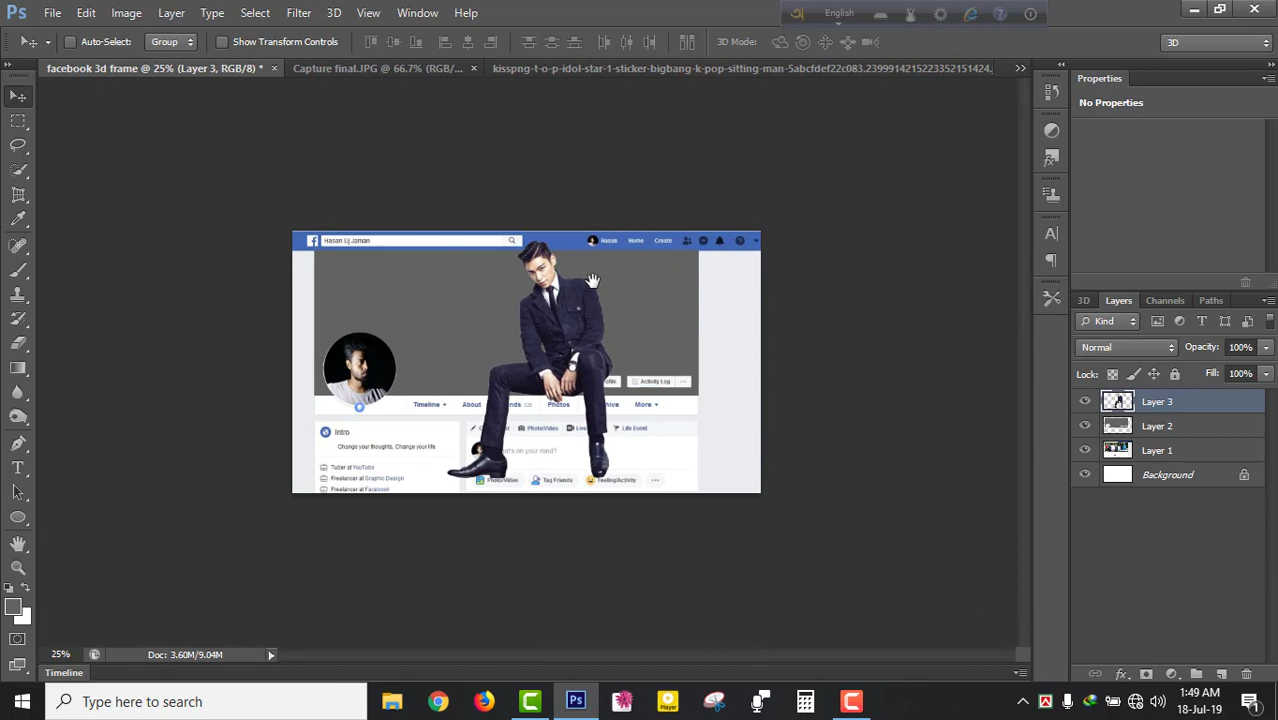 Ps File Edit Image Layer Type Select Filter 3D View Window Help
English
Auto-Select: Group Show Transform Controls 3D Mode: 3D
facebook 3d frame @ 25% (Layer 3, RGB/8) * × Capture final.JPG @ 66.7% (RGB/... × kisspng-t-o-p-idol-star-1-sticker-bigbang-k-pop-sitting-man-5abcfdef22c083.2399914215223352151424.
Properties
No Properties
Hasan Uj Jaman Hasan Home Create
Activity Log
Timeline About Photos More
Intro
Photo/Video Life Event
Change your thoughts, Change your life.
on your mind?
Tuber at YouTube
Freelancer at Graphic Design
Photo/Video Tag Friends Feeling/Activity
Freelancer at Facebook
3D Layers Channels Paths
Kind
Normal Opacity: 100%
Lock: Fill: 100%
Layer 3
Layer 2
Layer 1
Background
25% Doc: 3.60M/9.04M
Timeline
Type here to search
Ps
Player
4:49 AM
18-Jul-19